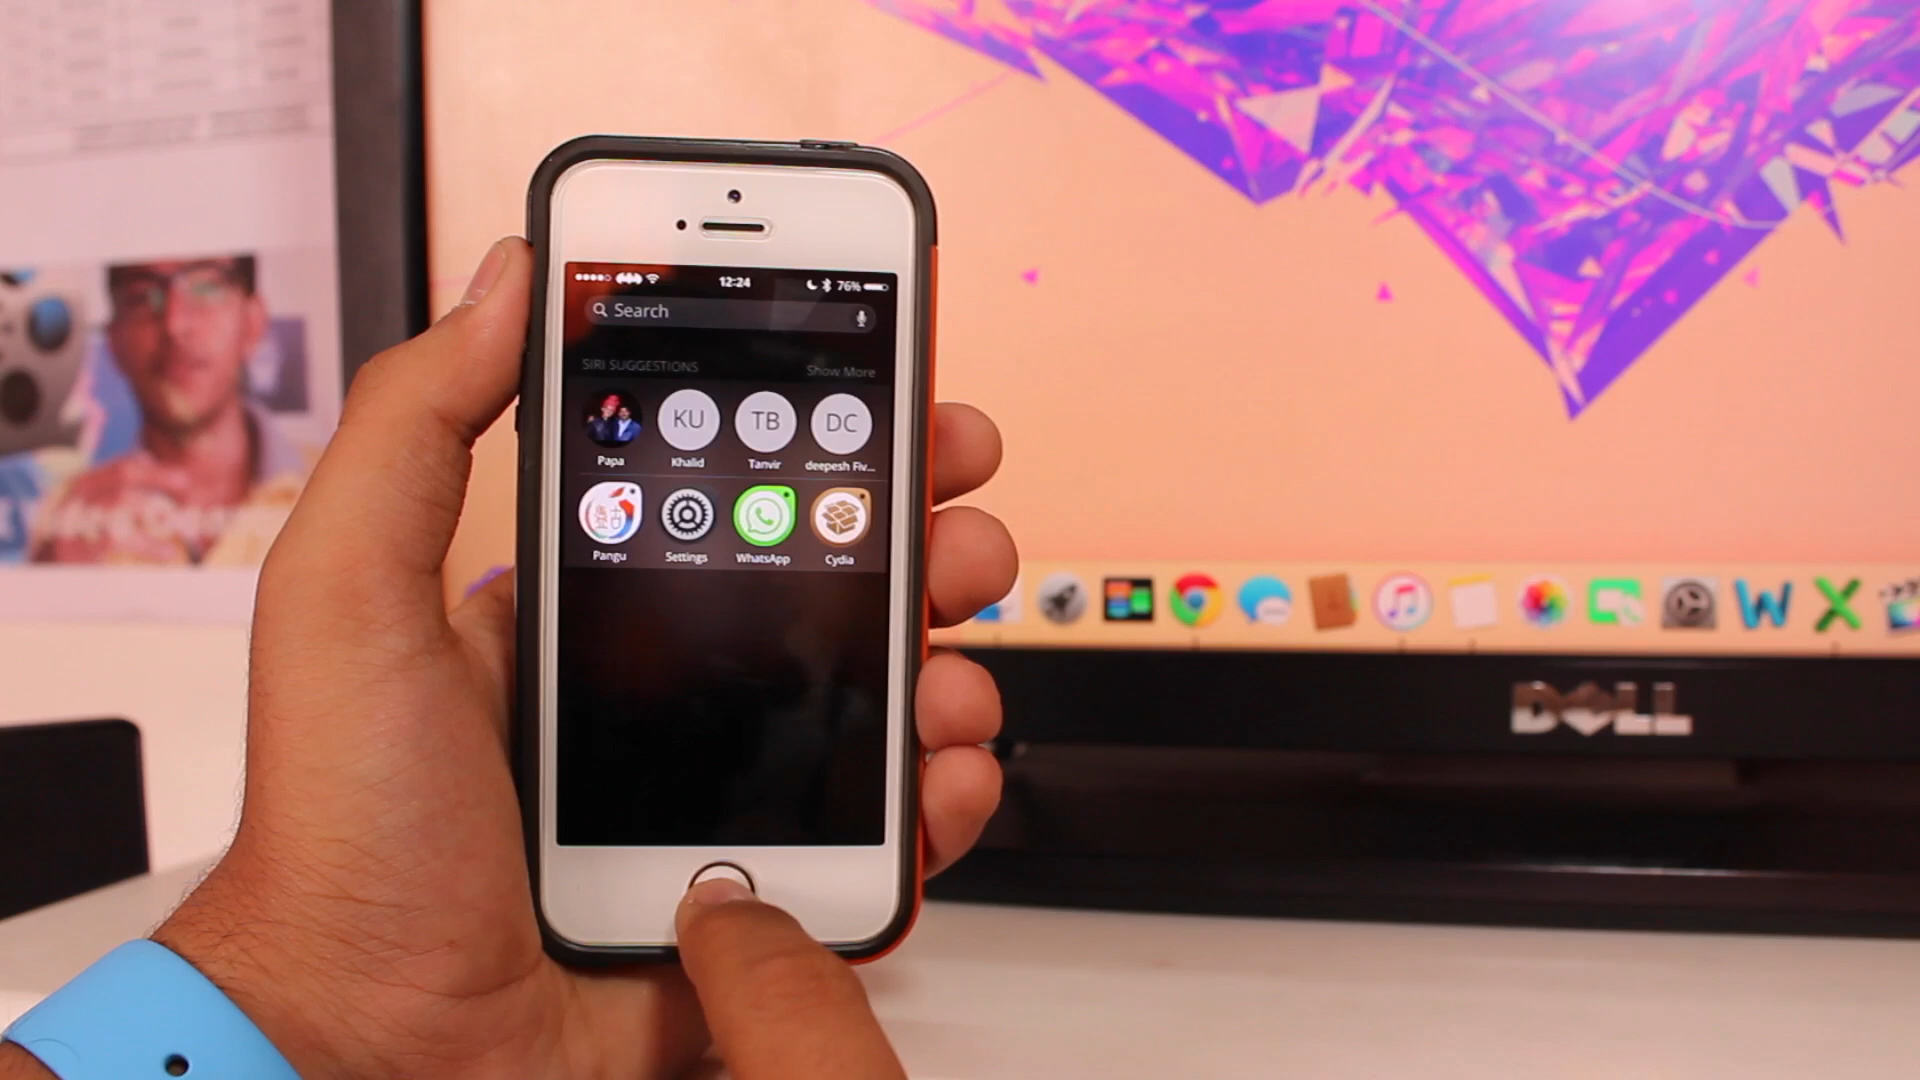 12:24 76%
Search
SIRI SUGGESTIONS Show More
KU TB DC
Papa Khalid Tanvir deepesh Fiv...
Pangu Settings WhatsApp Cydia
DELL